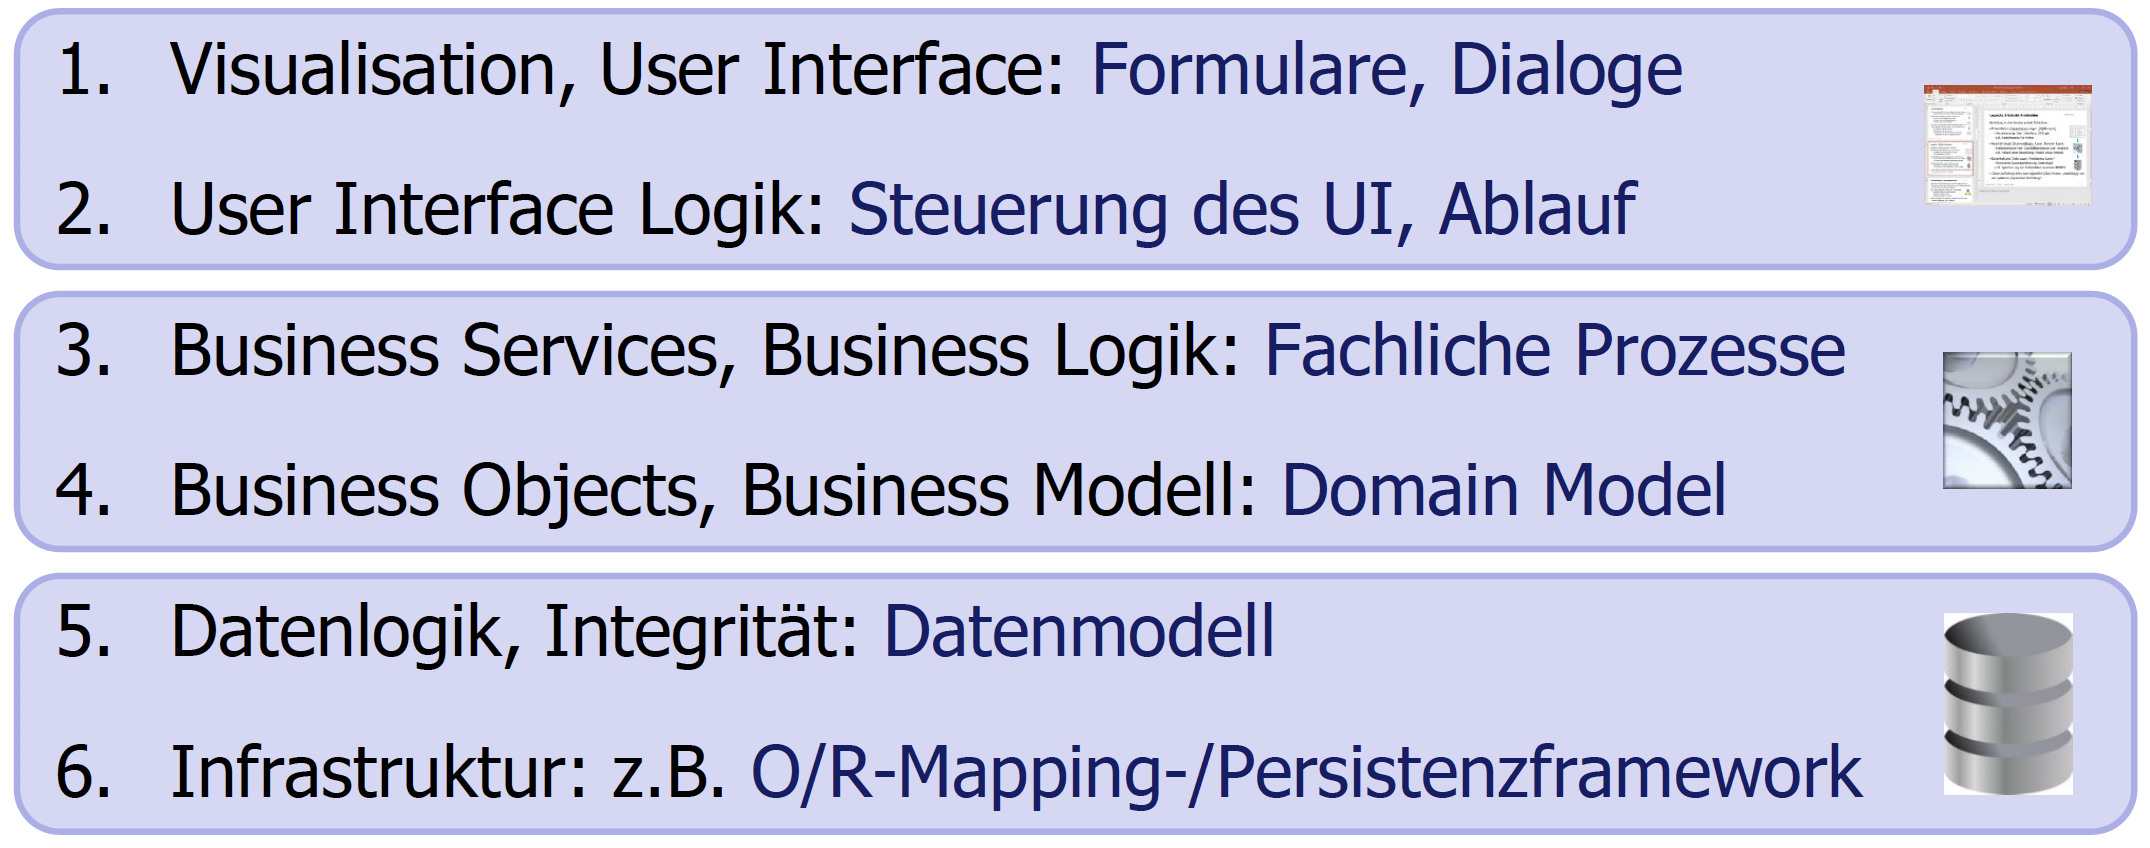 1. Visualisation, User Interface: Formulare, Dialoge
2. User Interface Logik: Steuerung des UI, Ablauf
3. Business Services, Business Logik: Fachliche Prozesse
4. Business Objects, Business Modell: Domain Model
5. Datenlogik, Integrität: Datenmodell
6. Infrastruktur: z.B. O/R-Mapping-/Persistenzframework